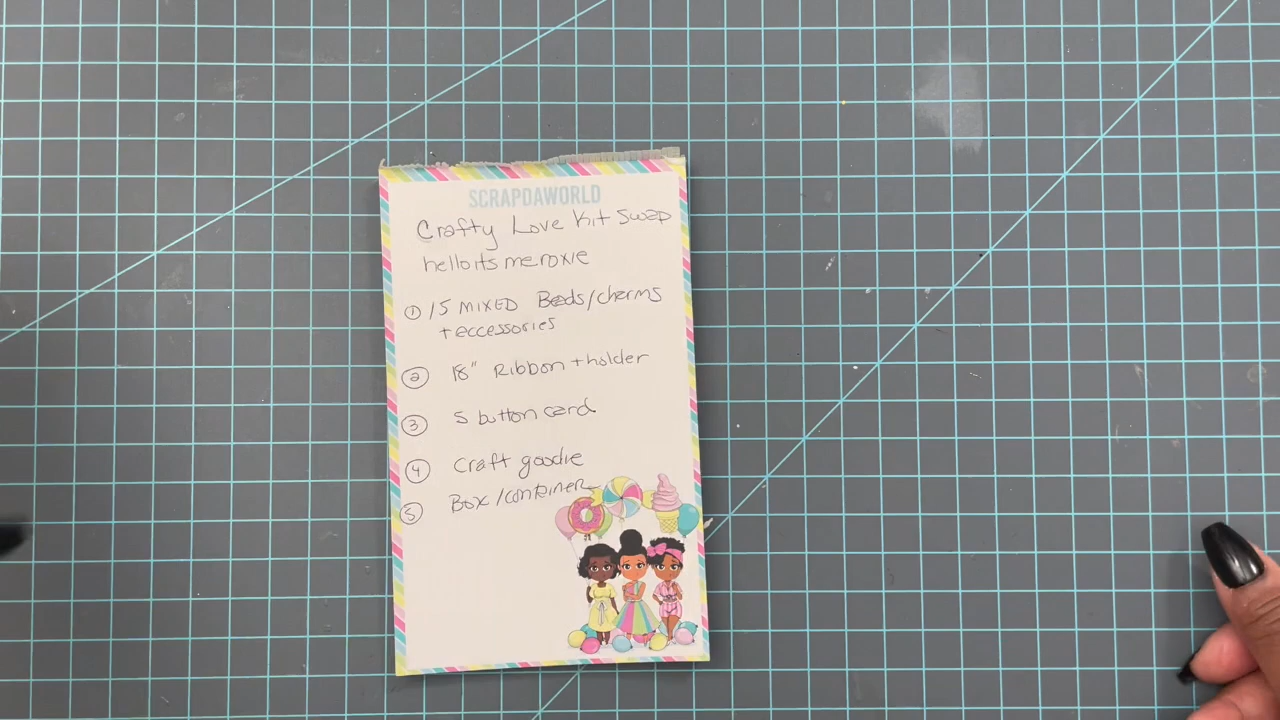 SCRAPDAWORLD
Crafty Love Kit Swap
hello its me roxie
① 15 MIXED Beads/charms
+ accessories
② 18" Ribbon + holder
③ 5 button card
④ Craft goodie
⑤ Box/container